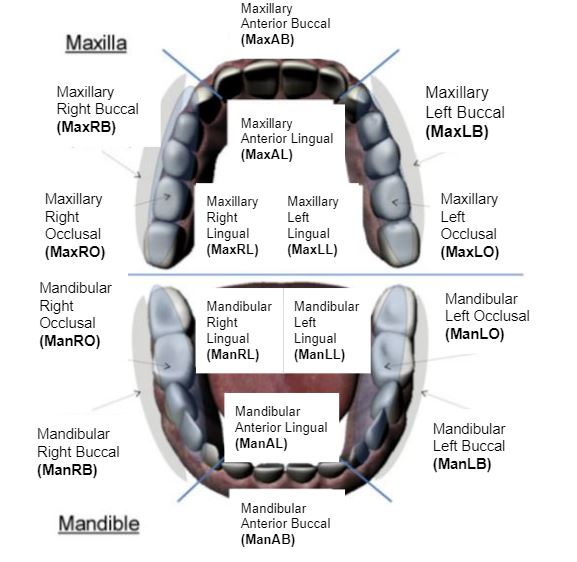 Maxillary
Anterior Buccal
(MaxAB)
Maxilla
Maxillary
Right Buccal
(MaxRB)
Maxillary
Left Buccal
(MaxLB)
Maxillary
Anterior Lingual
(MaxAL)
Maxillary
Right
Occlusal
(MaxRO)
Maxillary
Right
Lingual
(MaxRL)
Maxillary
Left
Lingual
(MaxLL)
Maxillary
Left
Occlusal
(MaxLO)
Mandibular
Right
Occlusal
(ManRO)
Mandibular
Right
Lingual
(ManRL)
Mandibular
Left
Lingual
(ManLL)
Mandibular
Left Occlusal
(ManLO)
Mandibular
Anterior Lingual
(ManAL)
Mandibular
Right Buccal
(ManRB)
Mandibular
Left Buccal
(ManLB)
Mandible
Mandibular
Anterior Buccal
(ManAB)